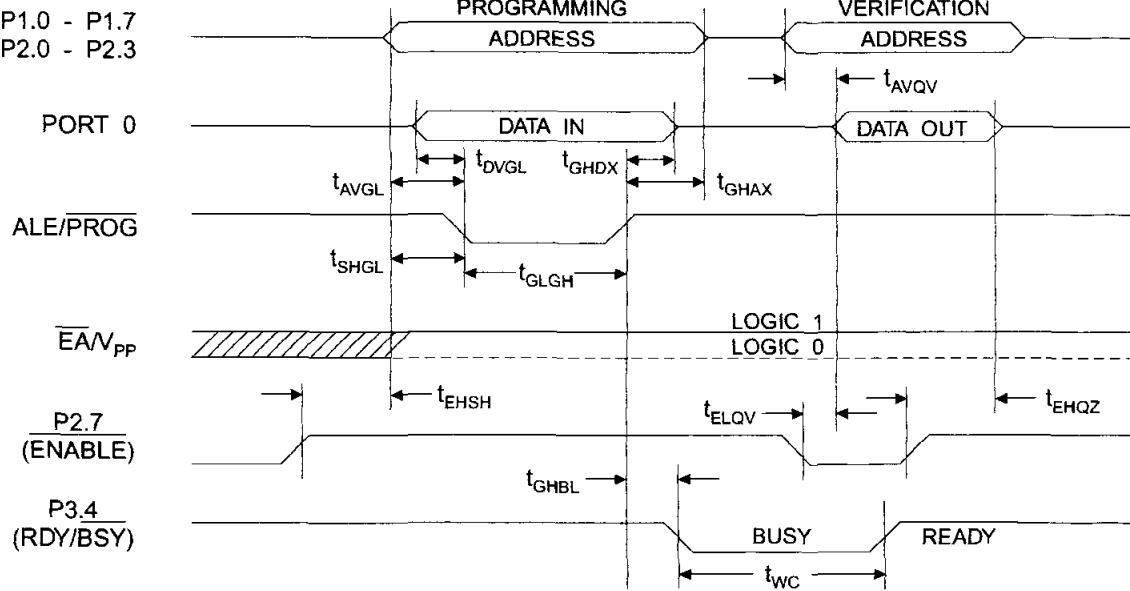 PROGRAMMING VERIFICATION
P1.0 - P1.7
P2.0 - P2.3
ADDRESS ADDRESS
tAVQV
PORT 0
DATA IN DATA OUT
tDVGL tGHDX
tAVGL tGHAX
ALE/PROG
tSHGL
tGLGH
EA/VPP
LOGIC 1
LOGIC 0
tEHSH
tELQV
tEHQZ
P2.7
(ENABLE)
tGHBL
P3.4
(RDY/BSY)
BUSY READY
tWC